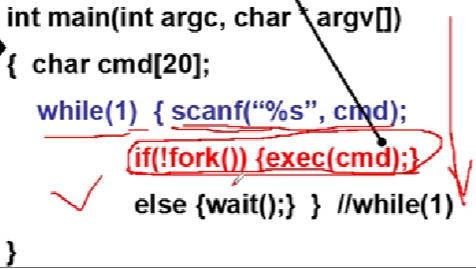 int main(int argc, char * argv[])
{ char cmd[20];
while(1) { scanf(“%s”, cmd);
if(!fork()) {exec(cmd);}
else {wait();} } //while(1)
}